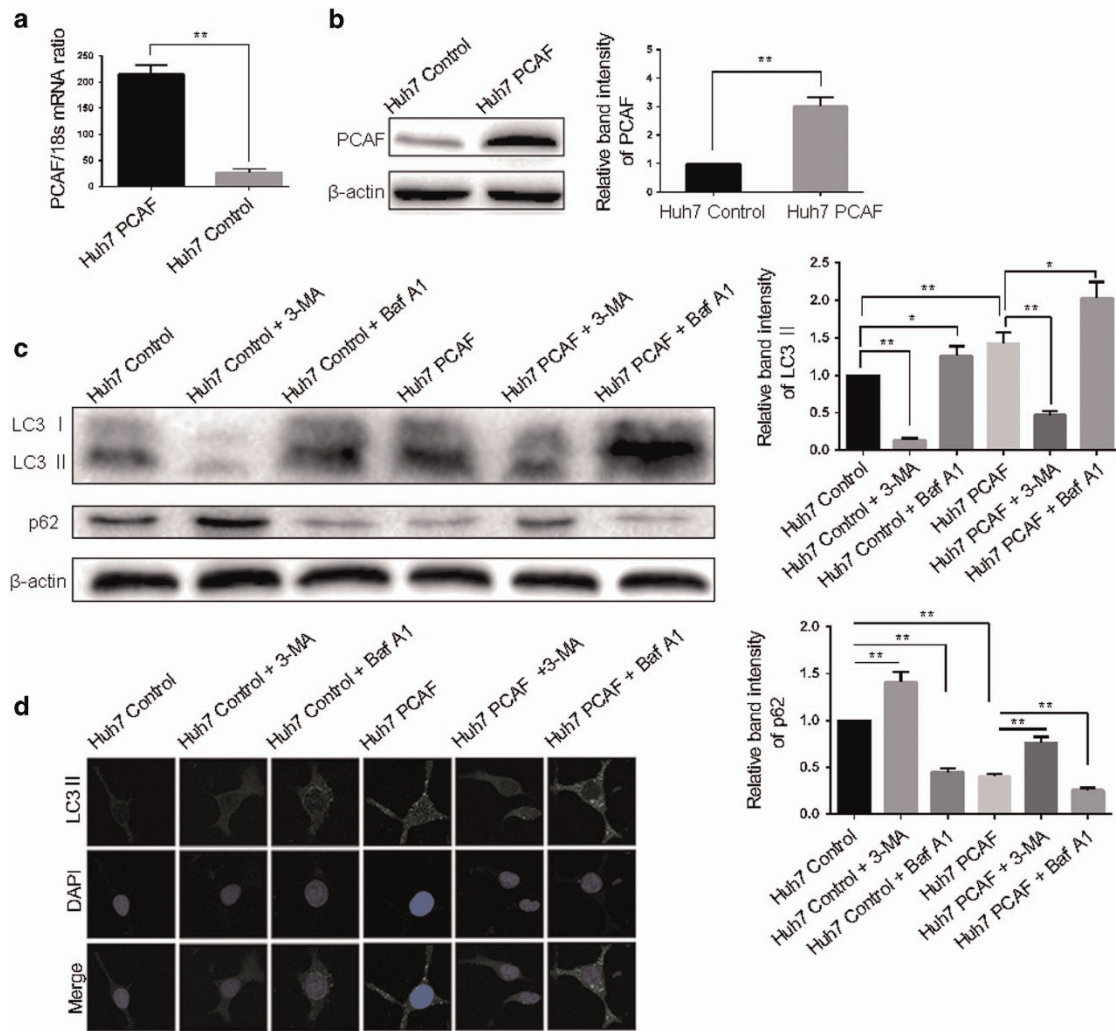 a
PCAF/18s mRNA ratio
250
200
150
100
50
0
**
Huh7 PCAF
Huh7 Control
b
Huh7 Control
Huh7 PCAF
PCAF
β-actin
Relative band intensity
of PCAF
5
4
3
2
1
0
**
Huh7 Control
Huh7 PCAF
c
Huh7 Control
Huh7 Control + 3-MA
Huh7 Control + Baf A1
Huh7 PCAF
Huh7 PCAF + 3-MA
Huh7 PCAF + Baf A1
LC3 Ⅰ
LC3 Ⅱ
p62
β-actin
Relative band intensity
of LC3 Ⅱ
2.5
2.0
1.5
1.0
0.5
0.0
**
*
**
**
*
Huh7 Control
Huh7 Control + 3-MA
Huh7 Control + Baf A1
Huh7 PCAF
Huh7 PCAF + 3-MA
Huh7 PCAF + Baf A1
Relative band intensity
of p62
2.0
1.5
1.0
0.5
0.0
**
**
**
**
**
Huh7 Control
Huh7 Control + 3-MA
Huh7 Control + Baf A1
Huh7 PCAF
Huh7 PCAF + 3-MA
Huh7 PCAF + Baf A1
d
Huh7 Control
Huh7 Control + 3-MA
Huh7 Control + Baf A1
Huh7 PCAF
Huh7 PCAF +3-MA
Huh7 PCAF + Baf A1
LC3 Ⅱ
DAPI
Merge